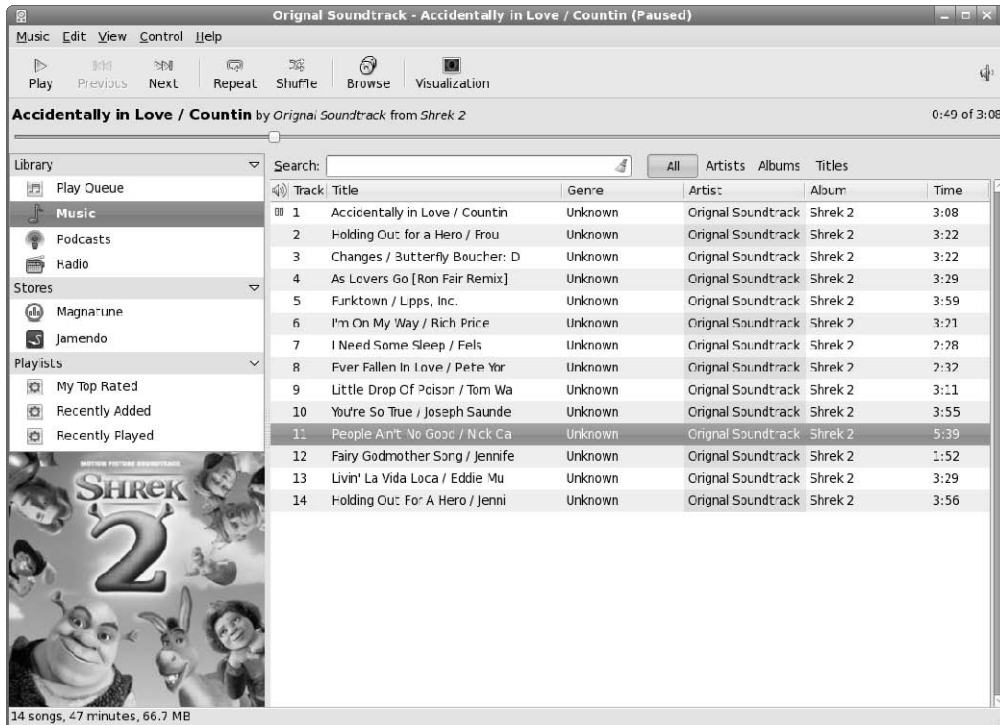 Orignal Soundtrack - Accidentally in Love / Countin (Paused)
Music Edit View Control Help
Play Previous Next Repeat Shuffle Browse Visualization
Accidentally in Love / Countin by Orignal Soundtrack from Shrek 2 0:49 of 3:08
Library
Play Queue
Music
Podcasts
Radio
Stores
Magnatune
Jamendo
Playlists
My Top Rated
Recently Added
Recently Played
MOTION PICTURE SOUNDTRACK
SHREK
2
Search: All Artists Albums Titles
Track Title Genre Artist Album Time
1 Accidentally in Love / Countin Unknown Orignal Soundtrack Shrek 2 3:08
2 Holding Out for a Hero / Frou Unknown Orignal Soundtrack Shrek 2 3:22
3 Changes / Butterfly Boucher: D Unknown Orignal Soundtrack Shrek 2 3:22
4 As Lovers Go [Ron Fair Remix] Unknown Orignal Soundtrack Shrek 2 3:29
5 Funktown / Lipps, Inc. Unknown Orignal Soundtrack Shrek 2 3:59
6 I'm On My Way / Rich Price Unknown Orignal Soundtrack Shrek 2 3:21
7 I Need Some Sleep / Eels Unknown Orignal Soundtrack Shrek 2 2:28
8 Ever Fallen In Love / Pete Yor Unknown Orignal Soundtrack Shrek 2 2:32
9 Little Drop Of Poison / Tom Wa Unknown Orignal Soundtrack Shrek 2 3:11
10 You're So True / Joseph Saunde Unknown Orignal Soundtrack Shrek 2 3:55
11 People Ain't No Good / Nick Ca Unknown Orignal Soundtrack Shrek 2 5:39
12 Fairy Godmother Song / Jennife Unknown Orignal Soundtrack Shrek 2 1:52
13 Livin' La Vida Loca / Eddie Mu Unknown Orignal Soundtrack Shrek 2 3:29
14 Holding Out For A Hero / Jenni Unknown Orignal Soundtrack Shrek 2 3:56
14 songs, 47 minutes, 66.7 MB